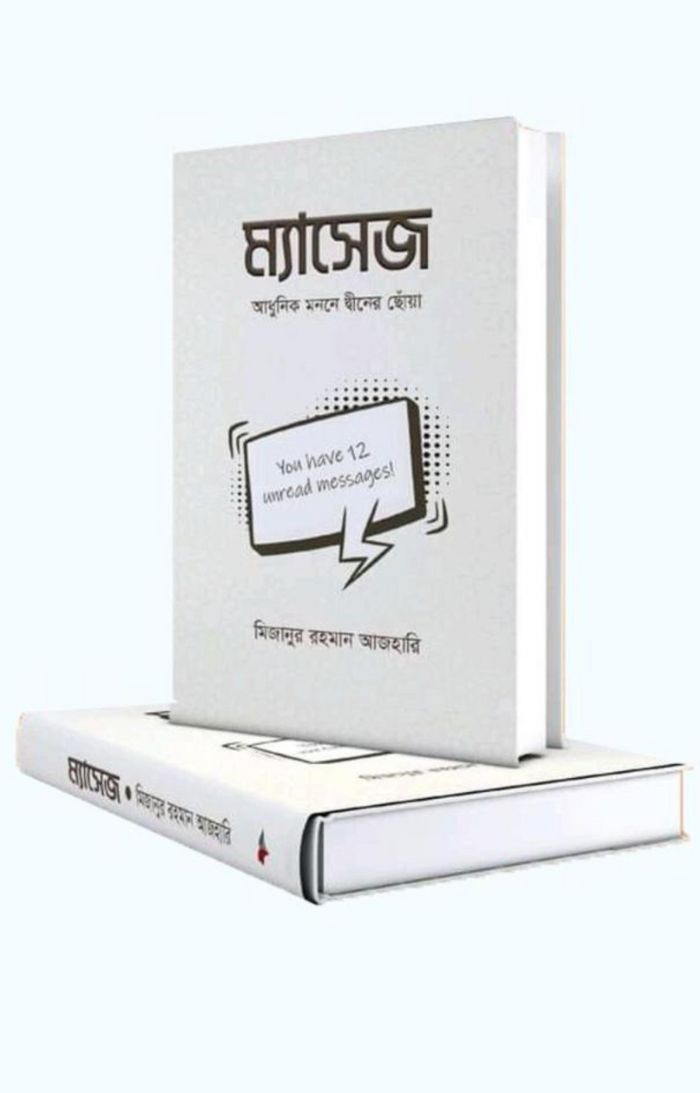 ম্যাসেজ
আধুনিক মননে দ্বীনের ছোঁয়া
You have 12
unread messages!
মিজানুর রহমান আজহারি
ম্যাসেজ • মিজানুর রহমান আজহারি